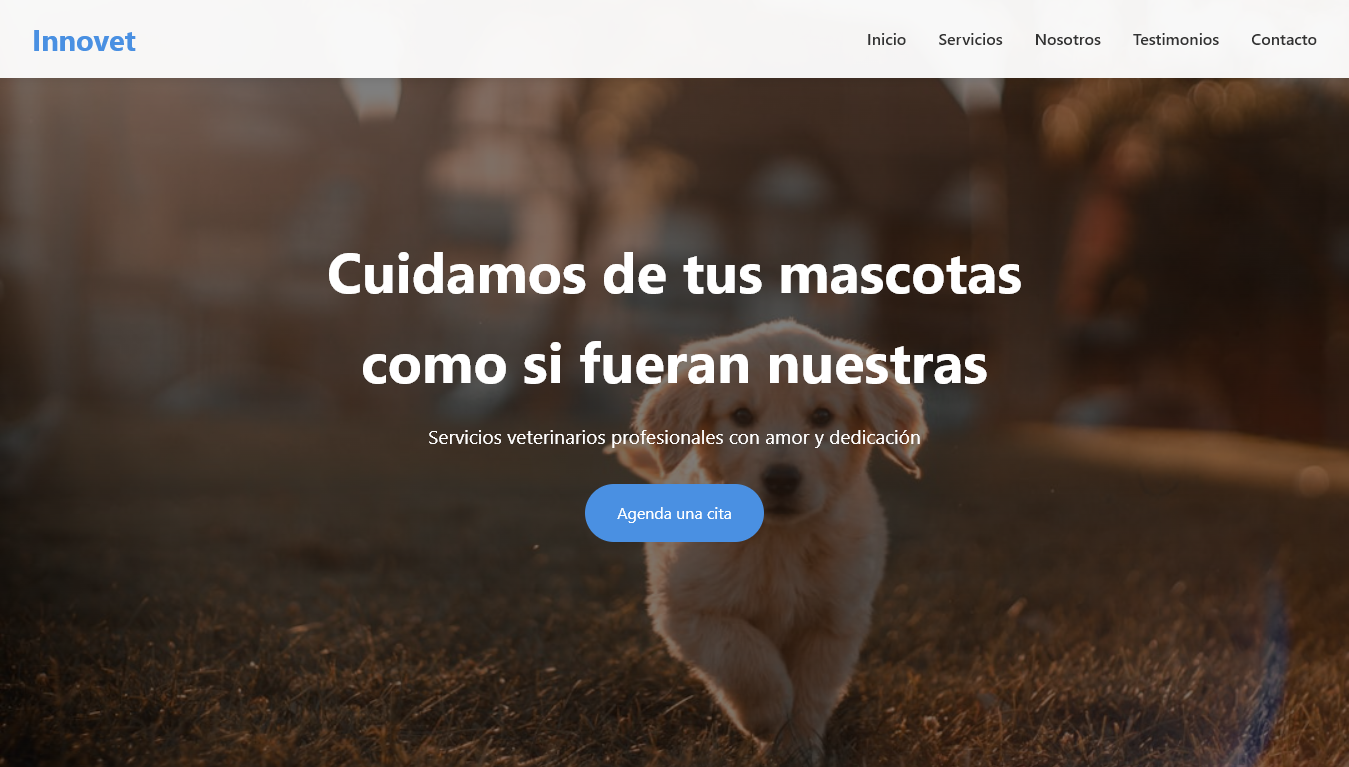 Innovet
Inicio Servicios Nosotros Testimonios Contacto
Cuidamos de tus mascotas
como si fueran nuestras
Servicios veterinarios profesionales con amor y dedicación
Agenda una cita